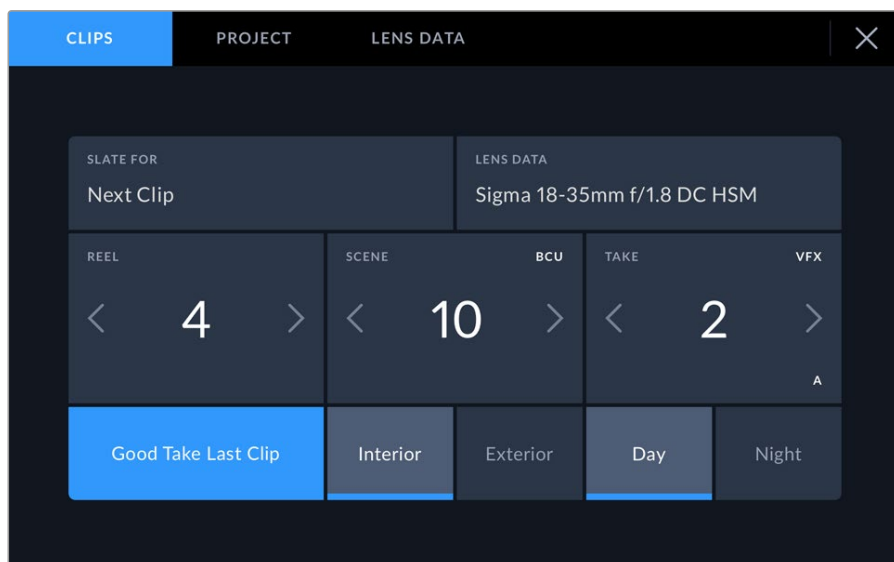 CLIPS PROJECT LENS DATA
SLATE FOR
Next Clip
LENS DATA
Sigma 18-35mm f/1.8 DC HSM
REEL
4
SCENE BCU
10
TAKE VFX
2
A
Good Take Last Clip
Interior
Exterior
Day
Night